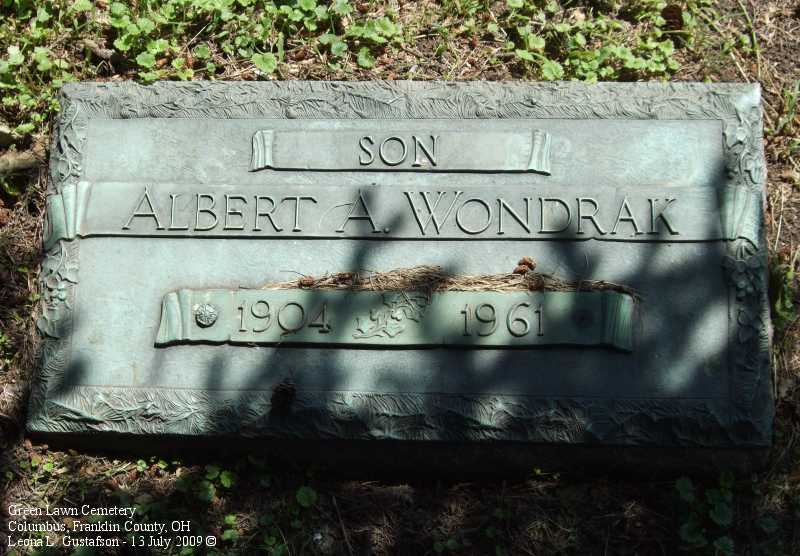 SON
ALBERT A. WONDRAK
1904 1961
Green Lawn Cemetery
Columbus, Franklin County, OH
Leona L. Gustafson - 13 July 2009 ©